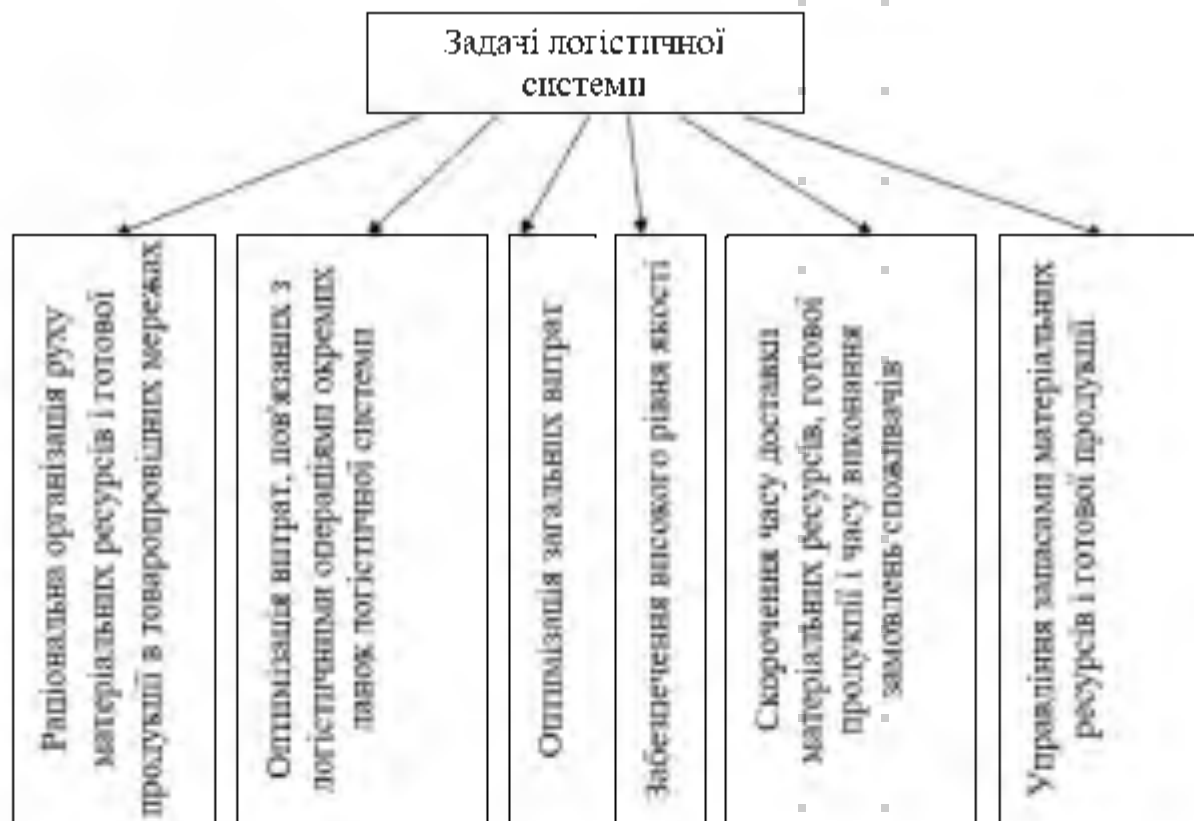 Задачі логістичної
системи
Раціональна організація руху
матеріальних ресурсів і готової
продукції в товаропровідних мережах
Оптимізація витрат, пов'язаних з
логістичними операціями окремих
ланок логістичної системи
Оптимізація загальних витрат
Забезпечення високого рівня якості
Скорочення часу доставки
матеріальних ресурсів, готової
продукції і часу виконання
замовлень споживачів
Управління запасами матеріальних
ресурсів і готової продукції